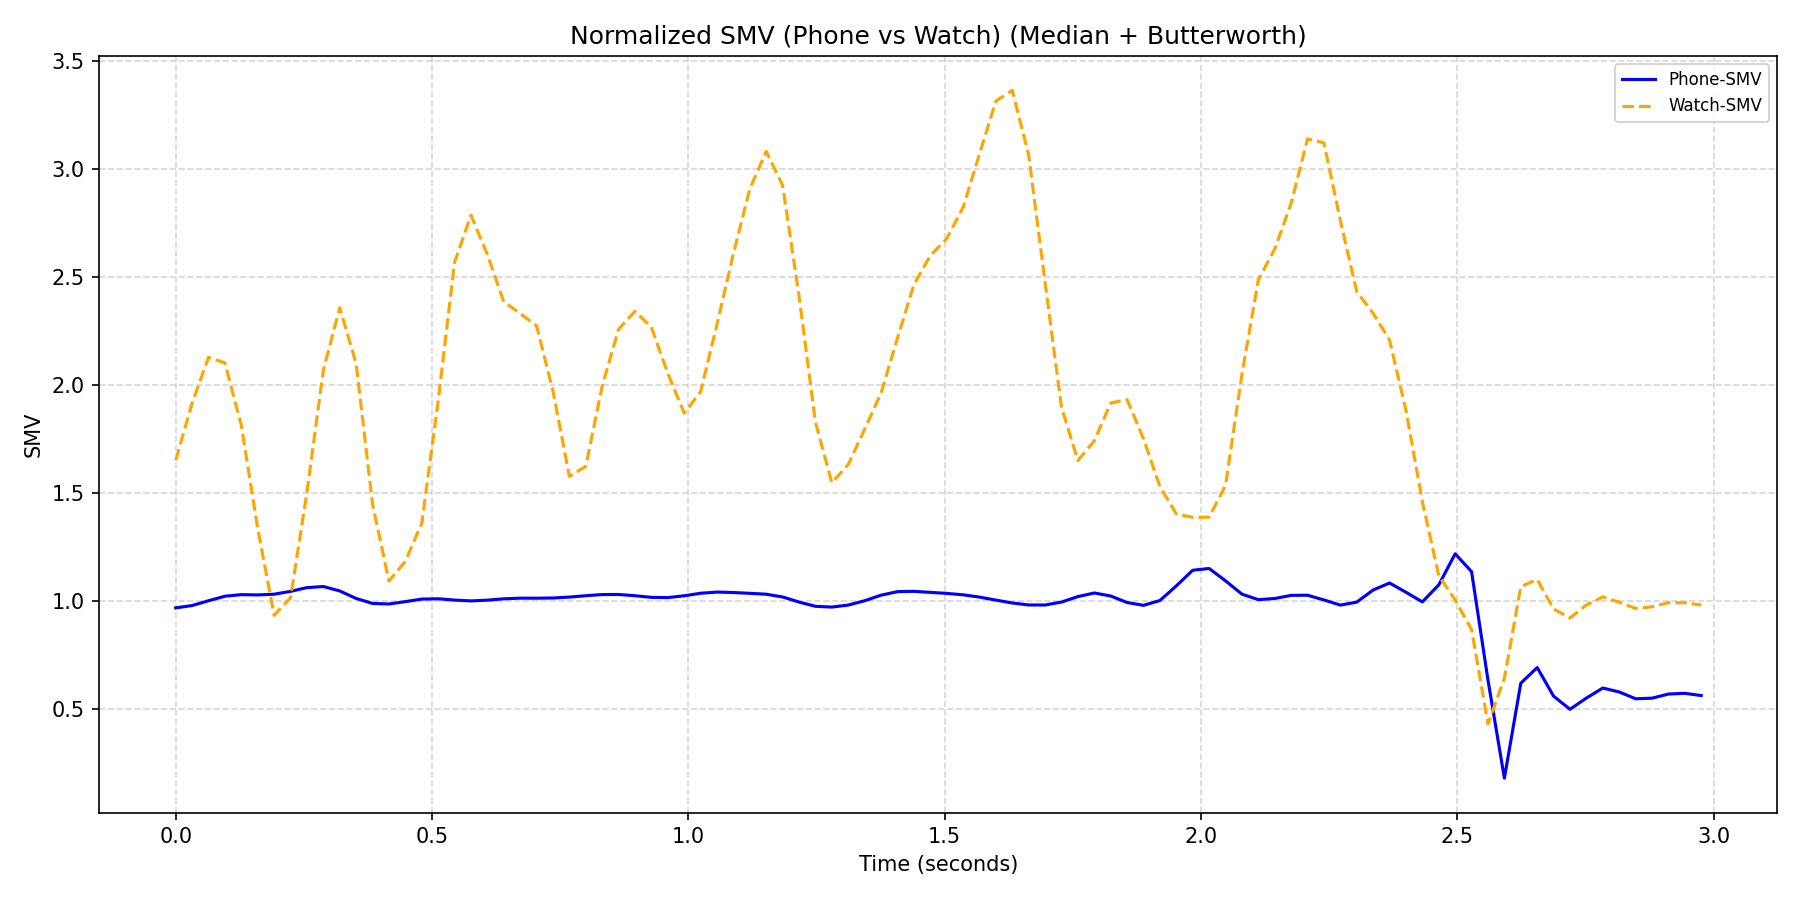 Normalized SMV (Phone vs Watch) (Median + Butterworth)
Phone-SMV
Watch-SMV
SMV
3.5
3.0
2.5
2.0
1.5
1.0
0.5
0.0 0.5 1.0 1.5 2.0 2.5 3.0
Time (seconds)